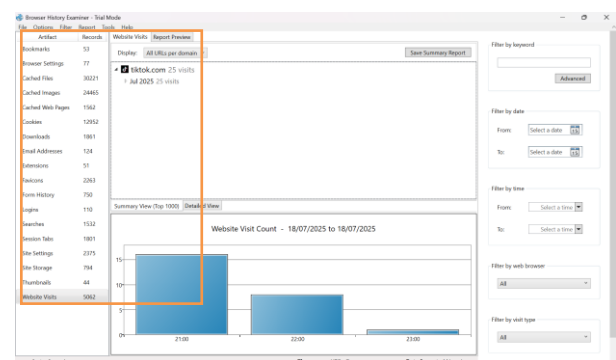 Browser History Examiner - Trial Mode
File Options Filter Report Tools Help
Artifact Records
Bookmarks 53
Browser Settings 77
Cached Files 30221
Cached Images 24465
Cached Web Pages 1562
Cookies 12952
Downloads 1861
Email Addresses 124
Extensions 51
Favicons 2263
Form History 750
Logins 110
Searches 1532
Session Tabs 1801
Site Settings 2375
Site Storage 794
Thumbnails 44
Website Visits 5062
Website Visits Report Preview
Display: All URLs per domain
Save Summary Report
tiktok.com 25 visits
Jul 2025 25 visits
Summary View (Top 1000) Detailed View
Website Visit Count - 18/07/2025 to 18/07/2025
15
10
5
0
21:00 22:00 23:00
Filter by keyword
Advanced
Filter by date
From: Select a date 15
To: Select a date 15
Filter by time
From: Select a time
To: Select a time
Filter by web browser
All
Filter by visit type
All